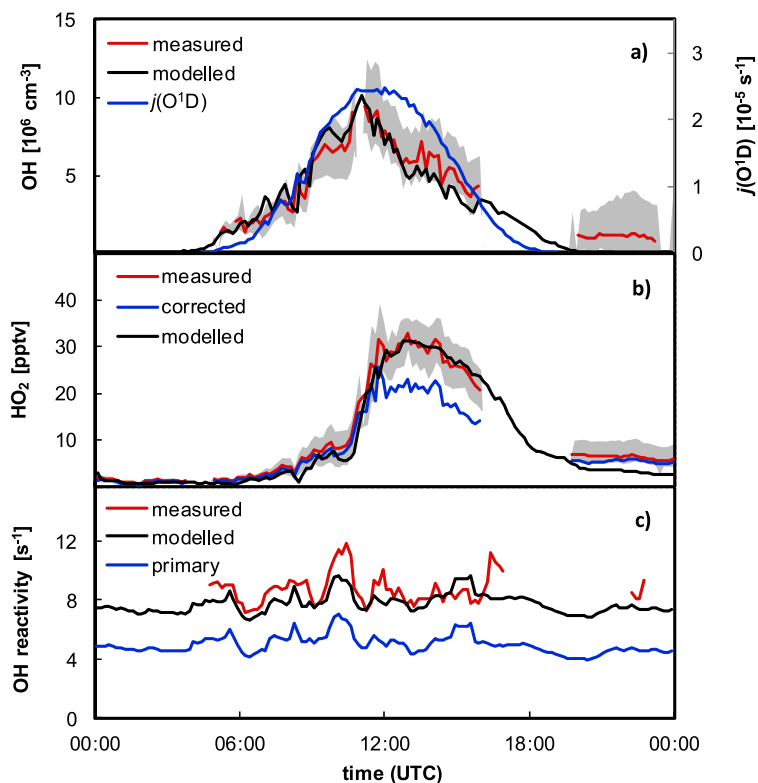 15
measured
modelled
j(O¹D)
a)
3
10
2
5
1
0
OH [10⁶ cm⁻³]
j(O¹D) [10⁻⁵ s⁻¹]
measured
corrected
modelled
b)
40
30
20
10
HO₂ [pptv]
measured
modelled
primary
c)
12
8
4
0
OH reactivity [s⁻¹]
00:00 06:00 12:00 18:00 00:00
time (UTC)